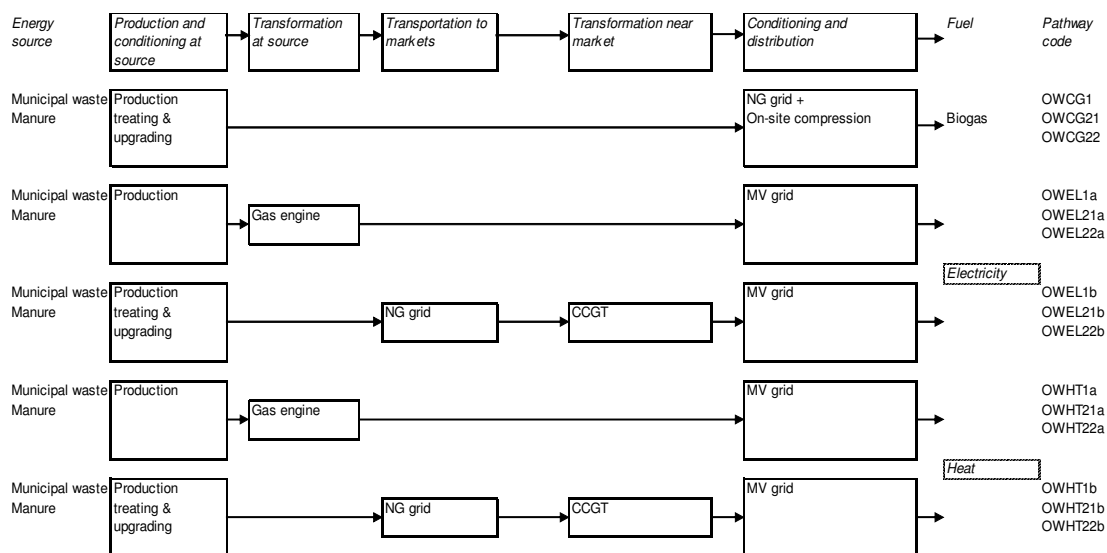 Energy source
Production and conditioning at source
Transformation at source
Transportation to markets
Transformation near market
Conditioning and distribution
Fuel
Pathway code
Municipal waste
Manure
Production treating & upgrading
NG grid +
On-site compression
Biogas
OWCG1
OWCG21
OWCG22
Municipal waste
Manure
Production
Gas engine
MV grid
OWEL1a
OWEL21a
OWEL22a
Electricity
Municipal waste
Manure
Production treating & upgrading
NG grid
CCGT
MV grid
OWEL1b
OWEL21b
OWEL22b
Municipal waste
Manure
Production
Gas engine
MV grid
OWHT1a
OWHT21a
OWHT22a
Heat
Municipal waste
Manure
Production treating & upgrading
NG grid
CCGT
MV grid
OWHT1b
OWHT21b
OWHT22b